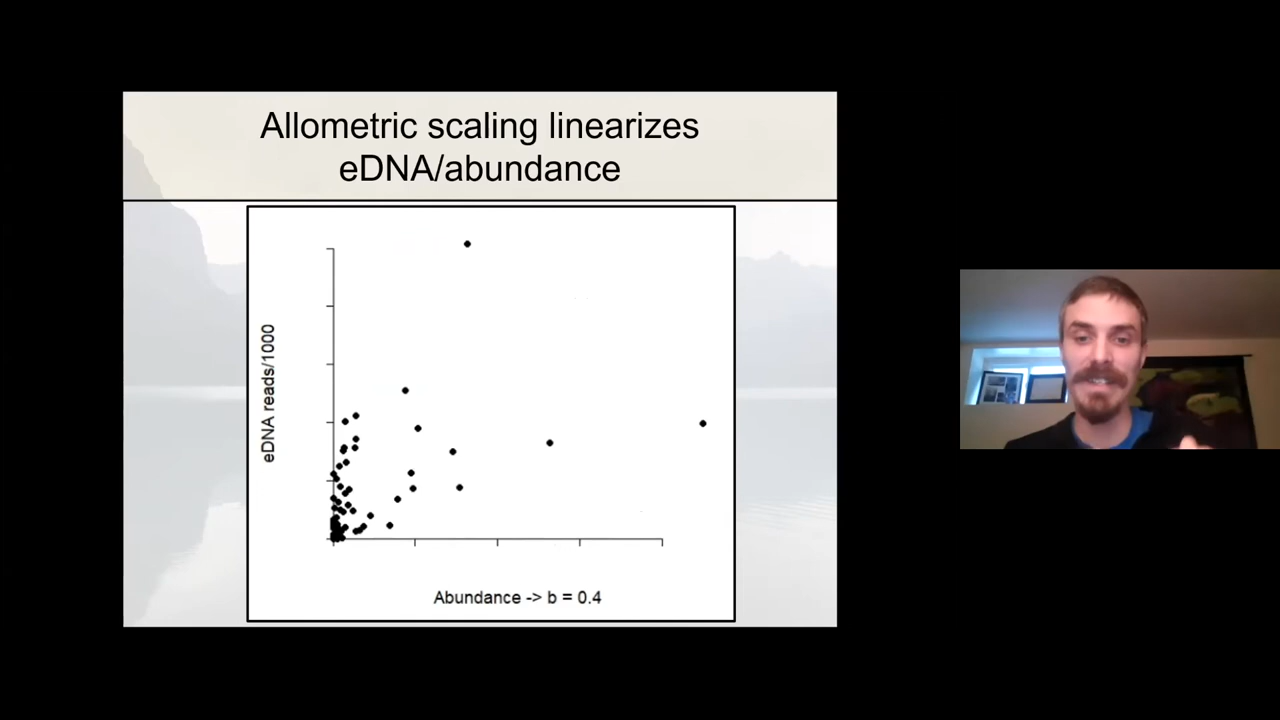 Allometric scaling linearizes
eDNA/abundance
eDNA reads/1000
Abundance -> b = 0.4